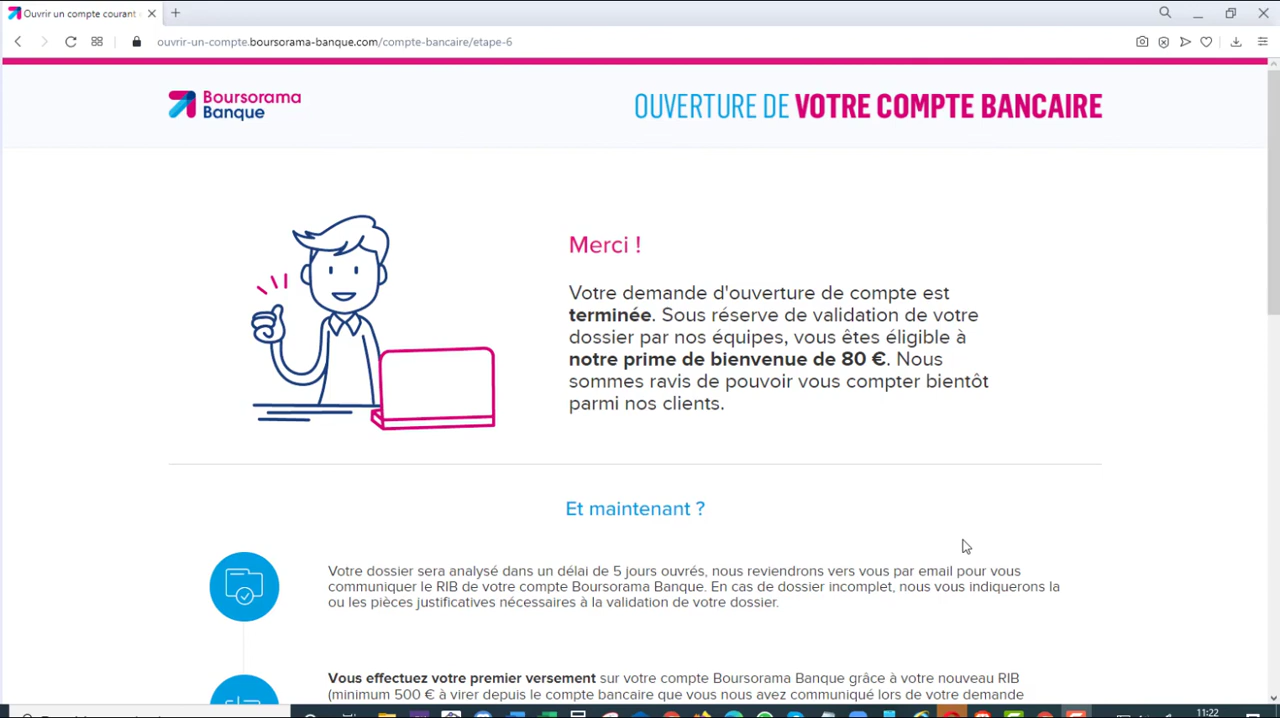 Ouvrir un compte courant
ouvrir-un-compte.boursorama-banque.com/compte-bancaire/etape-6
Boursorama
Banque
OUVERTURE DE VOTRE COMPTE BANCAIRE
Merci !
Votre demande d'ouverture de compte est
terminée. Sous réserve de validation de votre
dossier par nos équipes, vous êtes éligible à
notre prime de bienvenue de 80 €. Nous
sommes ravis de pouvoir vous compter bientôt
parmi nos clients.
Et maintenant ?
Votre dossier sera analysé dans un délai de 5 jours ouvrés, nous reviendrons vers vous par email pour vous
communiquer le RIB de votre compte Boursorama Banque. En cas de dossier incomplet, nous vous indiquerons la
ou les pièces justificatives nécessaires à la validation de votre dossier.
Vous effectuez votre premier versement sur votre compte Boursorama Banque grâce à votre nouveau RIB
(minimum 500 € à virer depuis le compte bancaire que vous nous avez communiqué lors de votre demande
11:22